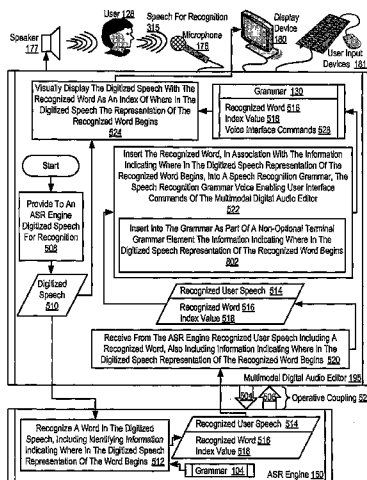 User 128
Speech For Recognition
315
Microphone
176
Display
Device
180
Speaker
177
User Input
Devices 181
Visually Display The Digitized Speech With The
Recognized Word As An Index Of Where In The
Digitized Speech The Representation Of The
Recognized Word Begins
524
Grammar 130
Recognized Word 516
Index Value 518
Voice Interface Commands 528
Start
Insert The Recognized Word, In Association With The Information
Indicating Where In The Digitized Speech Representation Of The
Recognized Word Begins, Into A Speech Recognition Grammar, The
Speech Recognition Grammar Voice Enabling User Interface
Commands Of The Multimodal Digital Audio Editor
522
Provide To An
ASR Engine
Digitized Speech
For Recognition
508
Insert Into The Grammar As Part Of A Non-Optional Terminal
Grammar Element The Information Indicating Where In The
Digitized Speech Representation Of The Recognized Word Begins
802
Digitized
Speech
510
Recognized User Speech 514
Recognized Word 516
Index Value 518
Receive From The ASR Engine Recognized User Speech Including A
Recognized Word, Also Including Information Indicating Where In The
Digitized Speech Representation Of The Recognized Word Begins 520
Multimodal Digital Audio Editor 195
504
506
Operative Coupling
Recognize A Word In The Digitized
Speech, Including Identifying Information
Indicating Where In The Digitized Speech
Representation Of The Word Begins
512
Recognized User Speech 514
Recognized Word 516
Index Value 518
Grammar 104
ASR Engine 150